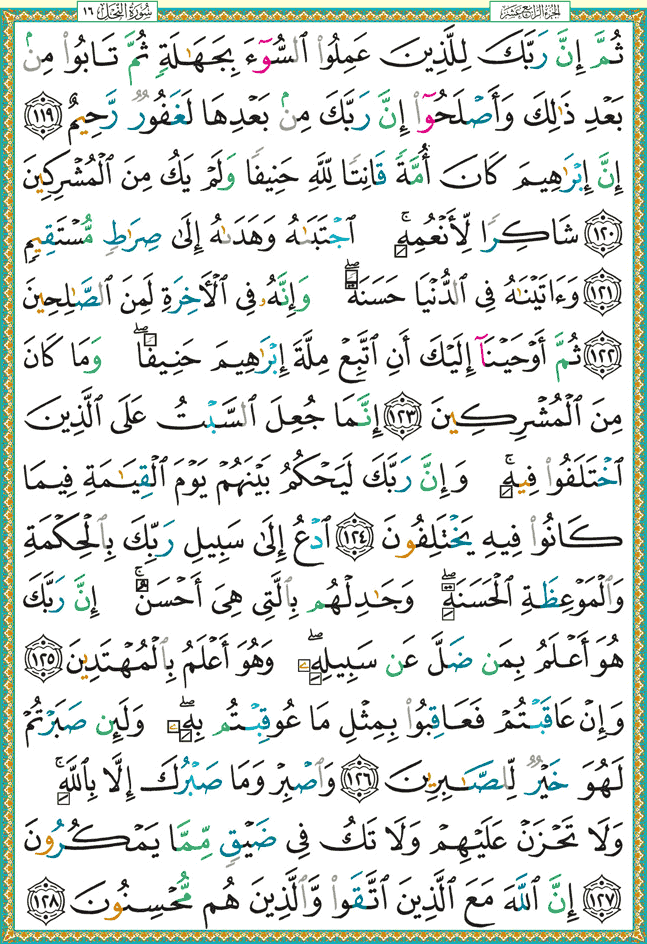 الجزء الرابع عشر
سورة النحل ١٦
ثُمَّ إِنَّ رَبَّكَ لِلَّذِينَ عَمِلُوا۟ ٱلسُّوٓءَ بِجَهَـٰلَةٍ ثُمَّ تَابُوا۟ مِنۢ
بَعْدِ ذَٰلِكَ وَأَصْلَحُوٓا۟ إِنَّ رَبَّكَ مِنۢ بَعْدِهَا لَغَفُورٌ رَّحِيمٌ ١١٩
إِنَّ إِبْرَٰهِيمَ كَانَ أُمَّةً قَانِتًا لِّلَّهِ حَنِيفًا وَلَمْ يَكُ مِنَ ٱلْمُشْرِكِينَ
١٢٠ شَاكِرًا لِّأَنْعُمِهِ ۚ ٱجْتَبَىٰهُ وَهَدَىٰهُ إِلَىٰ صِرَٰطٍ مُّسْتَقِيمٍ
١٢١ وَءَاتَيْنَـٰهُ فِى ٱلدُّنْيَا حَسَنَةً ۖ وَإِنَّهُۥ فِى ٱلْـَٔاخِرَةِ لَمِنَ ٱلصَّـٰلِحِينَ
١٢٢ ثُمَّ أَوْحَيْنَآ إِلَيْكَ أَنِ ٱتَّبِعْ مِلَّةَ إِبْرَٰهِيمَ حَنِيفًا ۖ وَمَا كَانَ
مِنَ ٱلْمُشْرِكِينَ ١٢٣ إِنَّمَا جُعِلَ ٱلسَّبْتُ عَلَى ٱلَّذِينَ
ٱخْتَلَفُوا۟ فِيهِ ۚ وَإِنَّ رَبَّكَ لَيَحْكُمُ بَيْنَهُمْ يَوْمَ ٱلْقِيَـٰمَةِ فِيمَا
كَانُوا۟ فِيهِ يَخْتَلِفُونَ ١٢٤ ٱدْعُ إِلَىٰ سَبِيلِ رَبِّكَ بِٱلْحِكْمَةِ
وَٱلْمَوْعِظَةِ ٱلْحَسَنَةِ ۖ وَجَـٰدِلْهُم بِٱلَّتِى هِىَ أَحْسَنُ ۚ إِنَّ رَبَّكَ
هُوَ أَعْلَمُ بِمَن ضَلَّ عَن سَبِيلِهِۦ ۖ وَهُوَ أَعْلَمُ بِٱلْمُهْتَدِينَ ١٢٥
وَإِنْ عَاقَبْتُمْ فَعَاقِبُوا۟ بِمِثْلِ مَا عُوقِبْتُم بِهِۦ ۖ وَلَئِن صَبَرْتُمْ
لَهُوَ خَيْرٌ لِّلصَّـٰبِرِينَ ١٢٦ وَٱصْبِرْ وَمَا صَبْرُكَ إِلَّا بِٱللَّهِ ۚ
وَلَا تَحْزَنْ عَلَيْهِمْ وَلَا تَكُ فِى ضَيْقٍ مِّمَّا يَمْكُرُونَ
١٢٧ إِنَّ ٱللَّهَ مَعَ ٱلَّذِينَ ٱتَّقَوا۟ وَّٱلَّذِينَ هُم مُّحْسِنُونَ ١٢٨